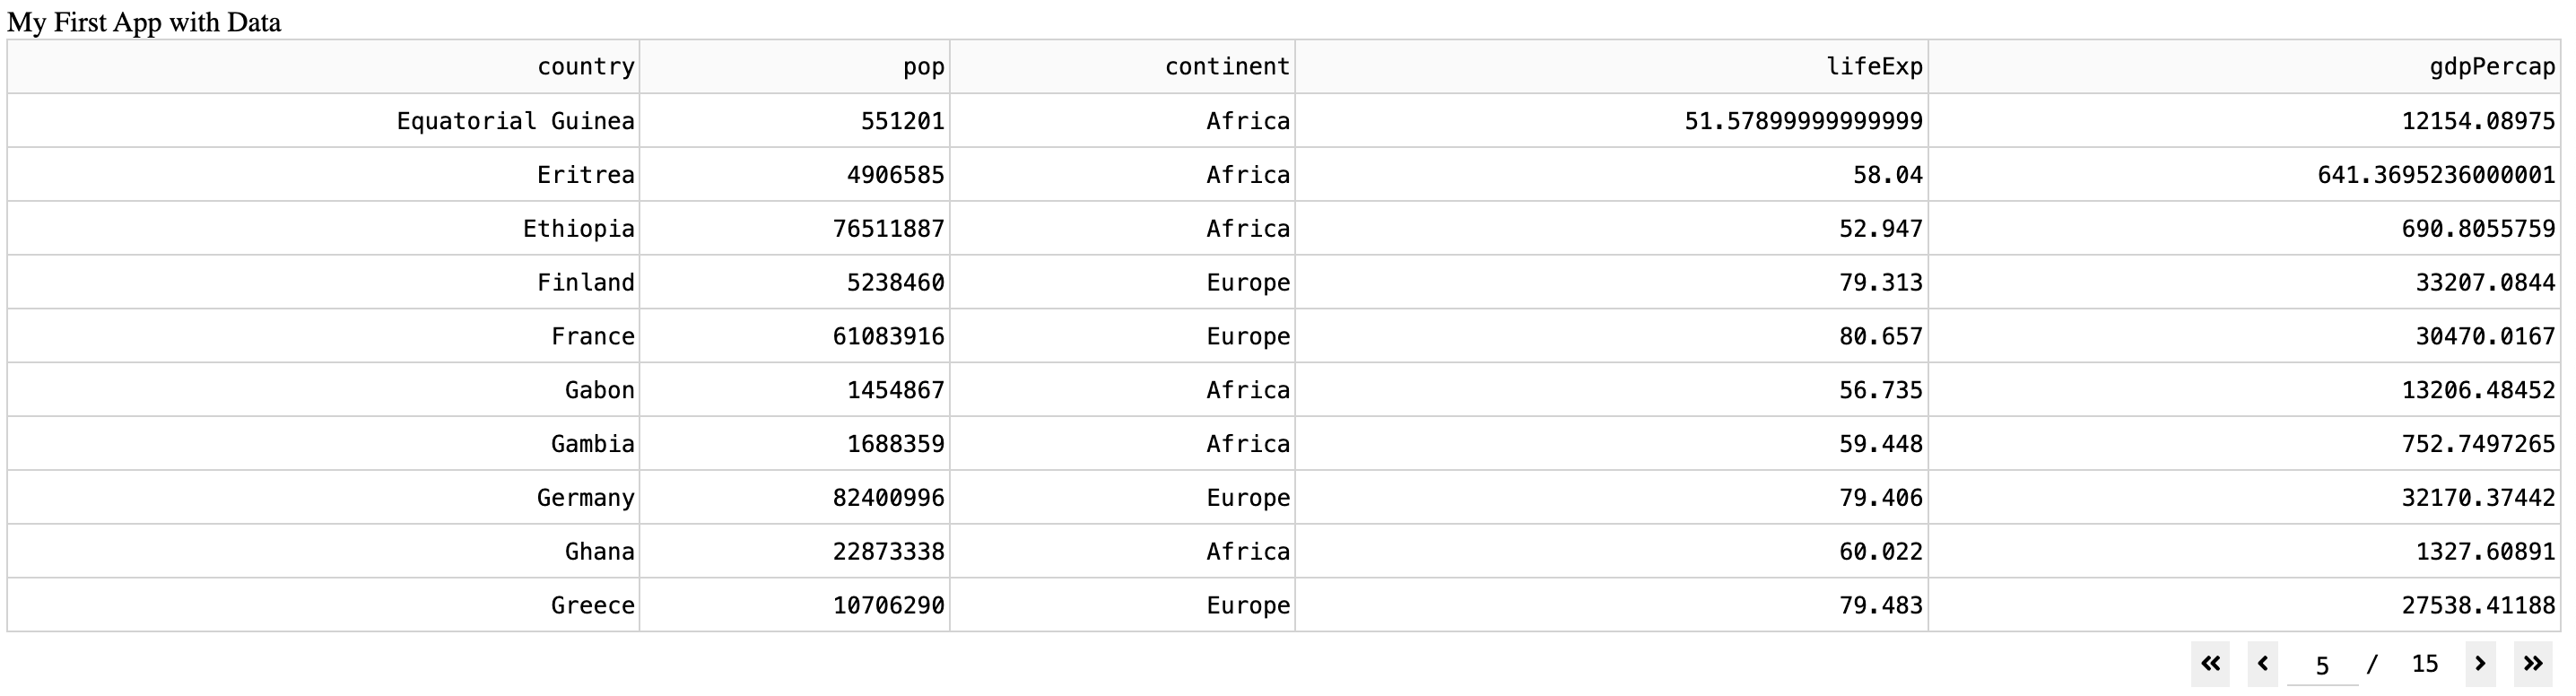 My First App with Data
country pop continent lifeExp gdpPercap
Equatorial Guinea 551201 Africa 51.57899999999999 12154.08975
Eritrea 4906585 Africa 58.04 641.3695236000001
Ethiopia 76511887 Africa 52.947 690.8055759
Finland 5238460 Europe 79.313 33207.0844
France 61083916 Europe 80.657 30470.0167
Gabon 1454867 Africa 56.735 13206.48452
Gambia 1688359 Africa 59.448 752.7497265
Germany 82400996 Europe 79.406 32170.37442
Ghana 22873338 Africa 60.022 1327.60891
Greece 10706290 Europe 79.483 27538.41188
« ‹ 5 / 15 › »